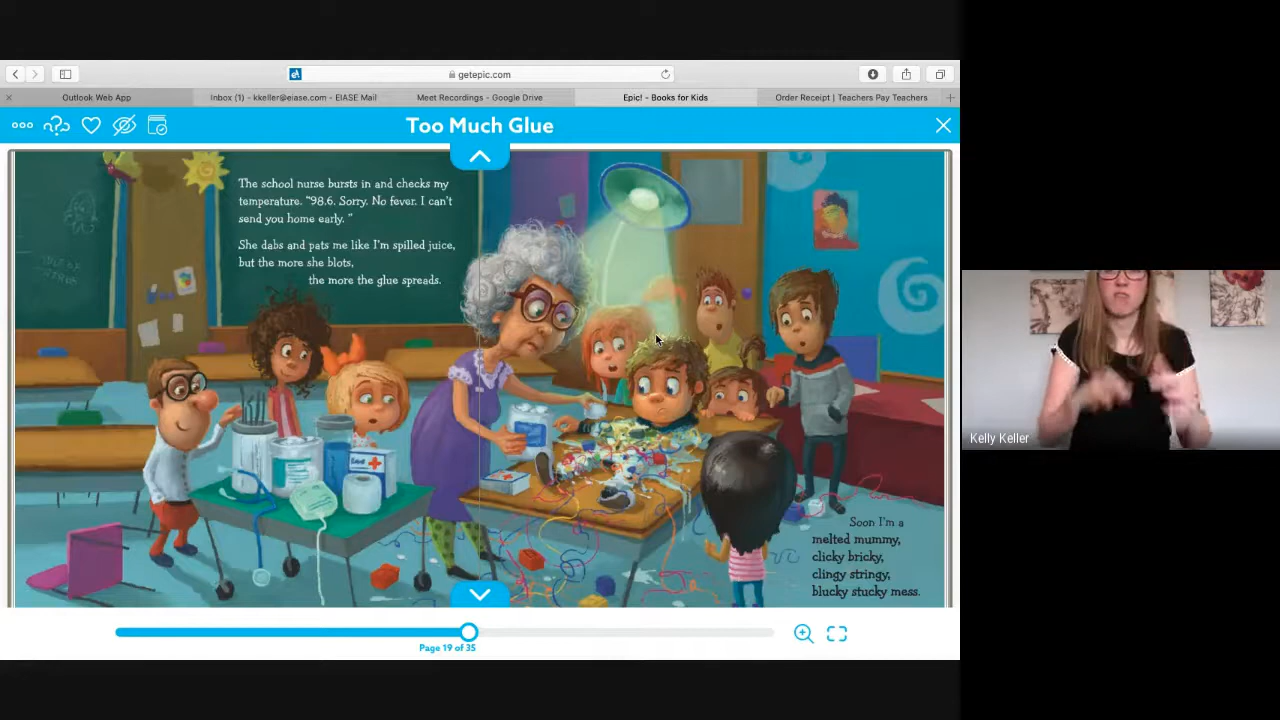 getepic.com
Outlook Web App
Inbox (1) - kkeller@eiase.com - EIASE Mail
Meet Recordings - Google Drive
Epic! - Books for Kids
Order Receipt | Teachers Pay Teachers
Too Much Glue
The school nurse bursts in and checks my
temperature. "98.6. Sorry. No fever. I can't
send you home early."
She dabs and pats me like I'm spilled juice,
but the more she blots,
the more the glue spreads.
Soon I'm a
melted mummy,
clicky bricky,
clingy stringy,
blucky stucky mess.
Page 19 of 35
Kelly Keller